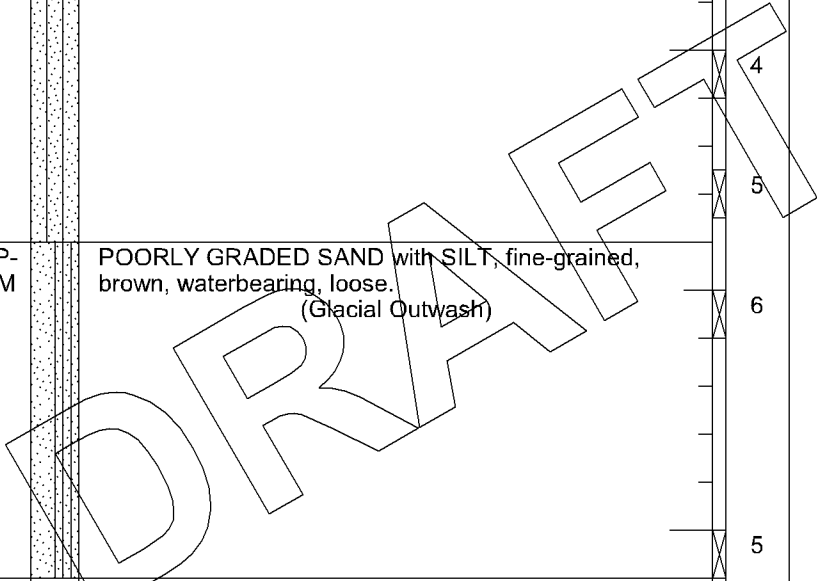 4
5
P-
M
POORLY GRADED SAND with SILT, fine-grained,
brown, waterbearing, loose.
(Glacial Outwash)
6
5
DRAFT